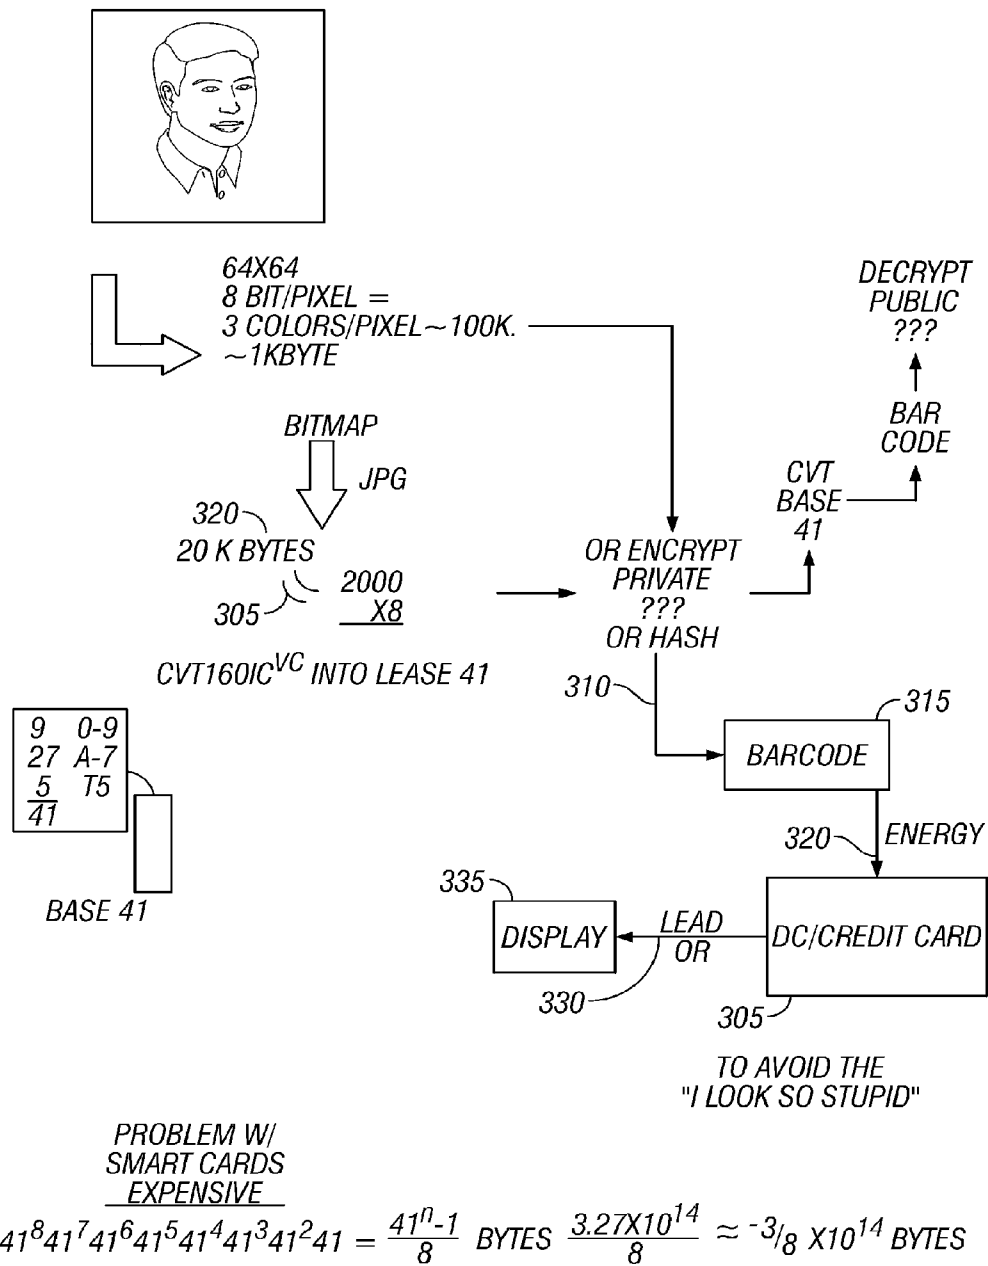 64X64
8 BIT/PIXEL =
3 COLORS/PIXEL ~100K.
~1KBYTE
DECRYPT
PUBLIC
???
BAR
CODE
CVT
BASE
41
BITMAP
JPG
320
20 K BYTES
305
2000
X8
OR ENCRYPT
PRIVATE
???
OR HASH
CVT160IC^VC INTO LEASE 41
310
315
BARCODE
9 0-9
27 A-7
5 T5
41
BASE 41
320
ENERGY
335
DISPLAY
LEAD
OR
330
DC/CREDIT CARD
305
TO AVOID THE
"I LOOK SO STUPID"
PROBLEM W/
SMART CARDS
EXPENSIVE
41^8 41^7 41^6 41^5 41^4 41^3 41^2 41 = 41^n-1/8 BYTES 3.27X10^14/8 ≈ -3/8 X10^14 BYTES